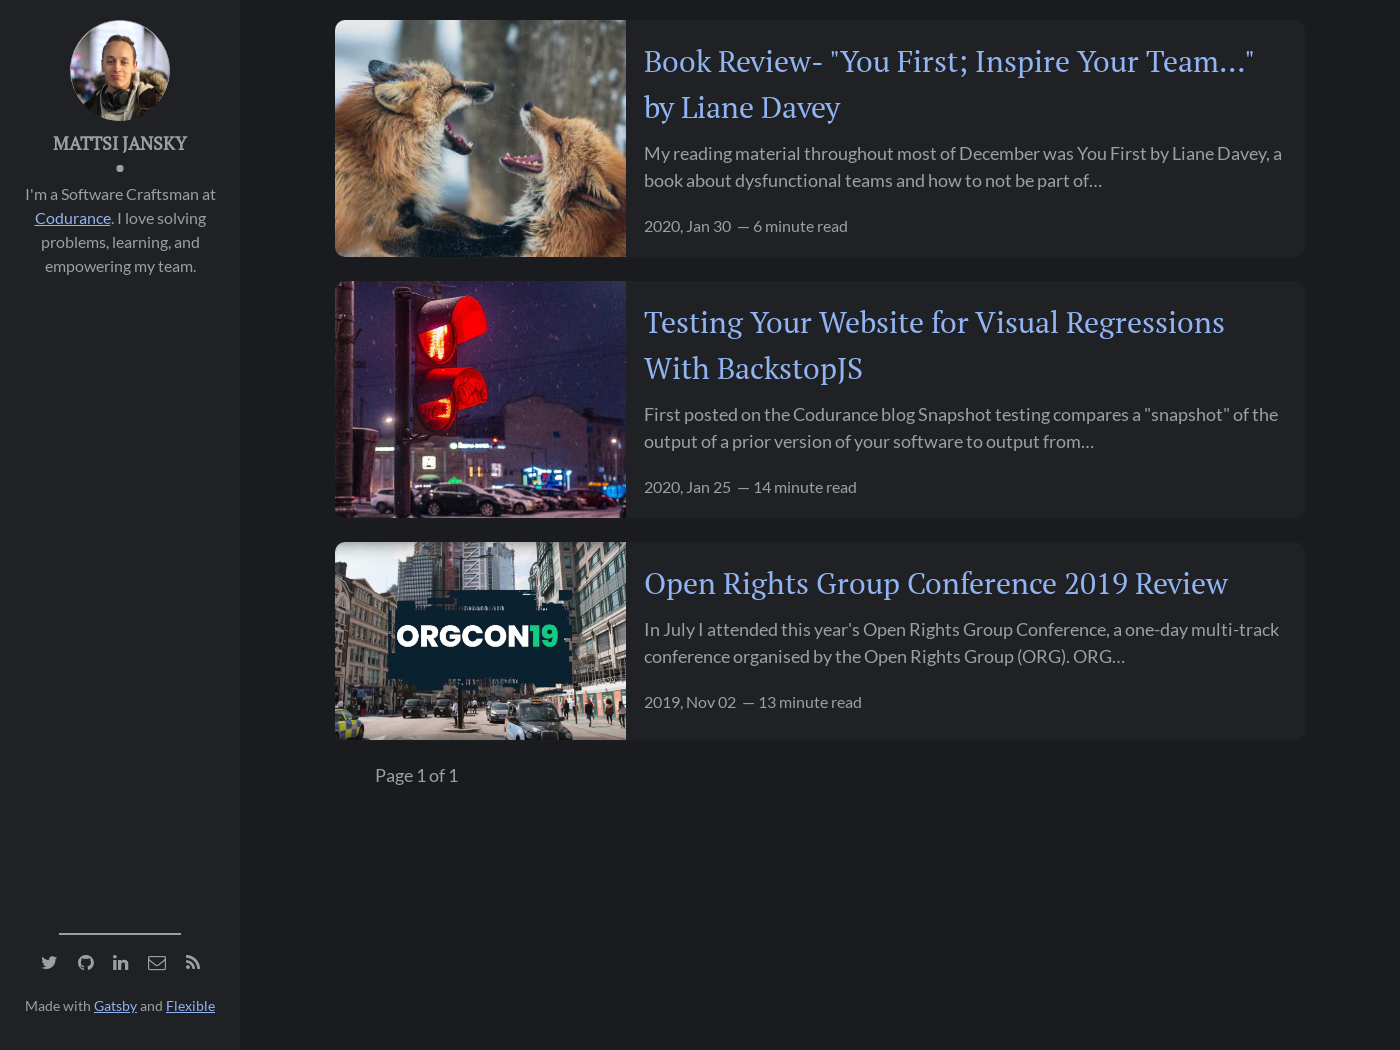 MATTSI JANSKY
I'm a Software Craftsman at
Codurance. I love solving
problems, learning, and
empowering my team.
Made with Gatsby and Flexible
Book Review- "You First; Inspire Your Team..."
by Liane Davey
My reading material throughout most of December was You First by Liane Davey, a
book about dysfunctional teams and how to not be part of…
2020, Jan 30 — 6 minute read
Testing Your Website for Visual Regressions
With BackstopJS
First posted on the Codurance blog Snapshot testing compares a "snapshot" of the
output of a prior version of your software to output from…
2020, Jan 25 — 14 minute read
ORGCON19
Open Rights Group Conference 2019 Review
In July I attended this year's Open Rights Group Conference, a one-day multi-track
conference organised by the Open Rights Group (ORG). ORG…
2019, Nov 02 — 13 minute read
Page 1 of 1